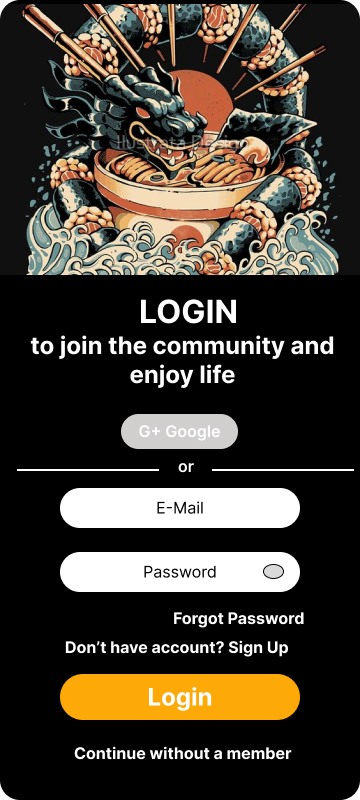 LOGIN
to join the community and
enjoy life
G+ Google
or
E-Mail
Password
Forgot Password
Don't have account? Sign Up
Login
Continue without a member